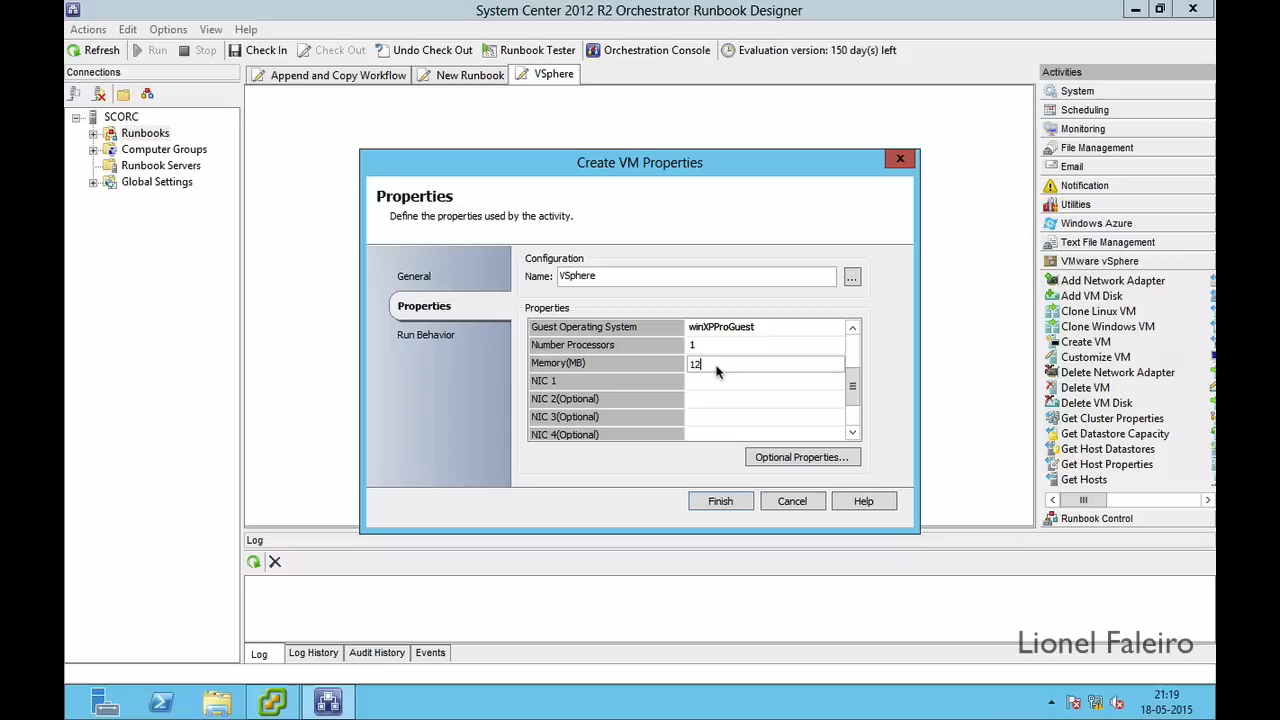 System Center 2012 R2 Orchestrator Runbook Designer
Actions Edit Options View Help
Refresh Run Stop Check In Check Out Undo Check Out Runbook Tester Orchestration Console Evaluation version: 150 day(s) left
Connections
SCORC
Runbooks
Computer Groups
Runbook Servers
Global Settings
Append and Copy Workflow New Runbook VSphere
Create VM Properties
Properties
Define the properties used by the activity.
General
Properties
Run Behavior
Configuration
Name: VSphere ...
Properties
Guest Operating System winXPProGuest
Number Processors 1
Memory(MB) 12
NIC 1
NIC 2(Optional)
NIC 3(Optional)
NIC 4(Optional)
Optional Properties...
Finish Cancel Help
Activities
System
Scheduling
Monitoring
File Management
Email
Notification
Utilities
Windows Azure
Text File Management
VMware vSphere
Add Network Adapter
Add VM Disk
Clone Linux VM
Clone Windows VM
Create VM
Customize VM
Delete Network Adapter
Delete VM
Delete VM Disk
Get Cluster Properties
Get Datastore Capacity
Get Host Datastores
Get Host Properties
Get Hosts
Runbook Control
Log
Log Log History Audit History Events
Lionel Faleiro
21:19
18-05-2015